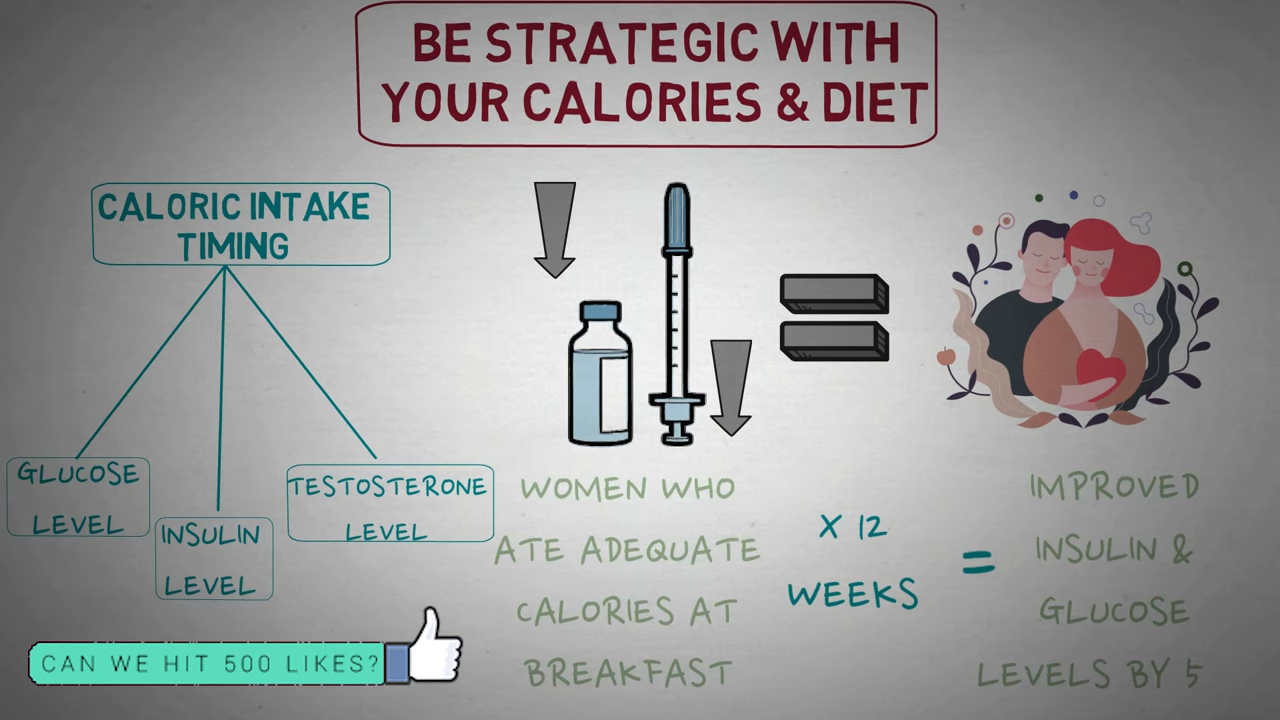 BE STRATEGIC WITH
YOUR CALORIES & DIET
CALORIC INTAKE
TIMING
GLUCOSE
LEVEL
INSULIN
LEVEL
TESTOSTERONE
LEVEL
WOMEN WHO
ATE ADEQUATE
CALORIES AT
BREAKFAST
X 12
WEEKS
=
IMPROVED
INSULIN &
GLUCOSE
LEVELS BY 5
CAN WE HIT 500 LIKES?